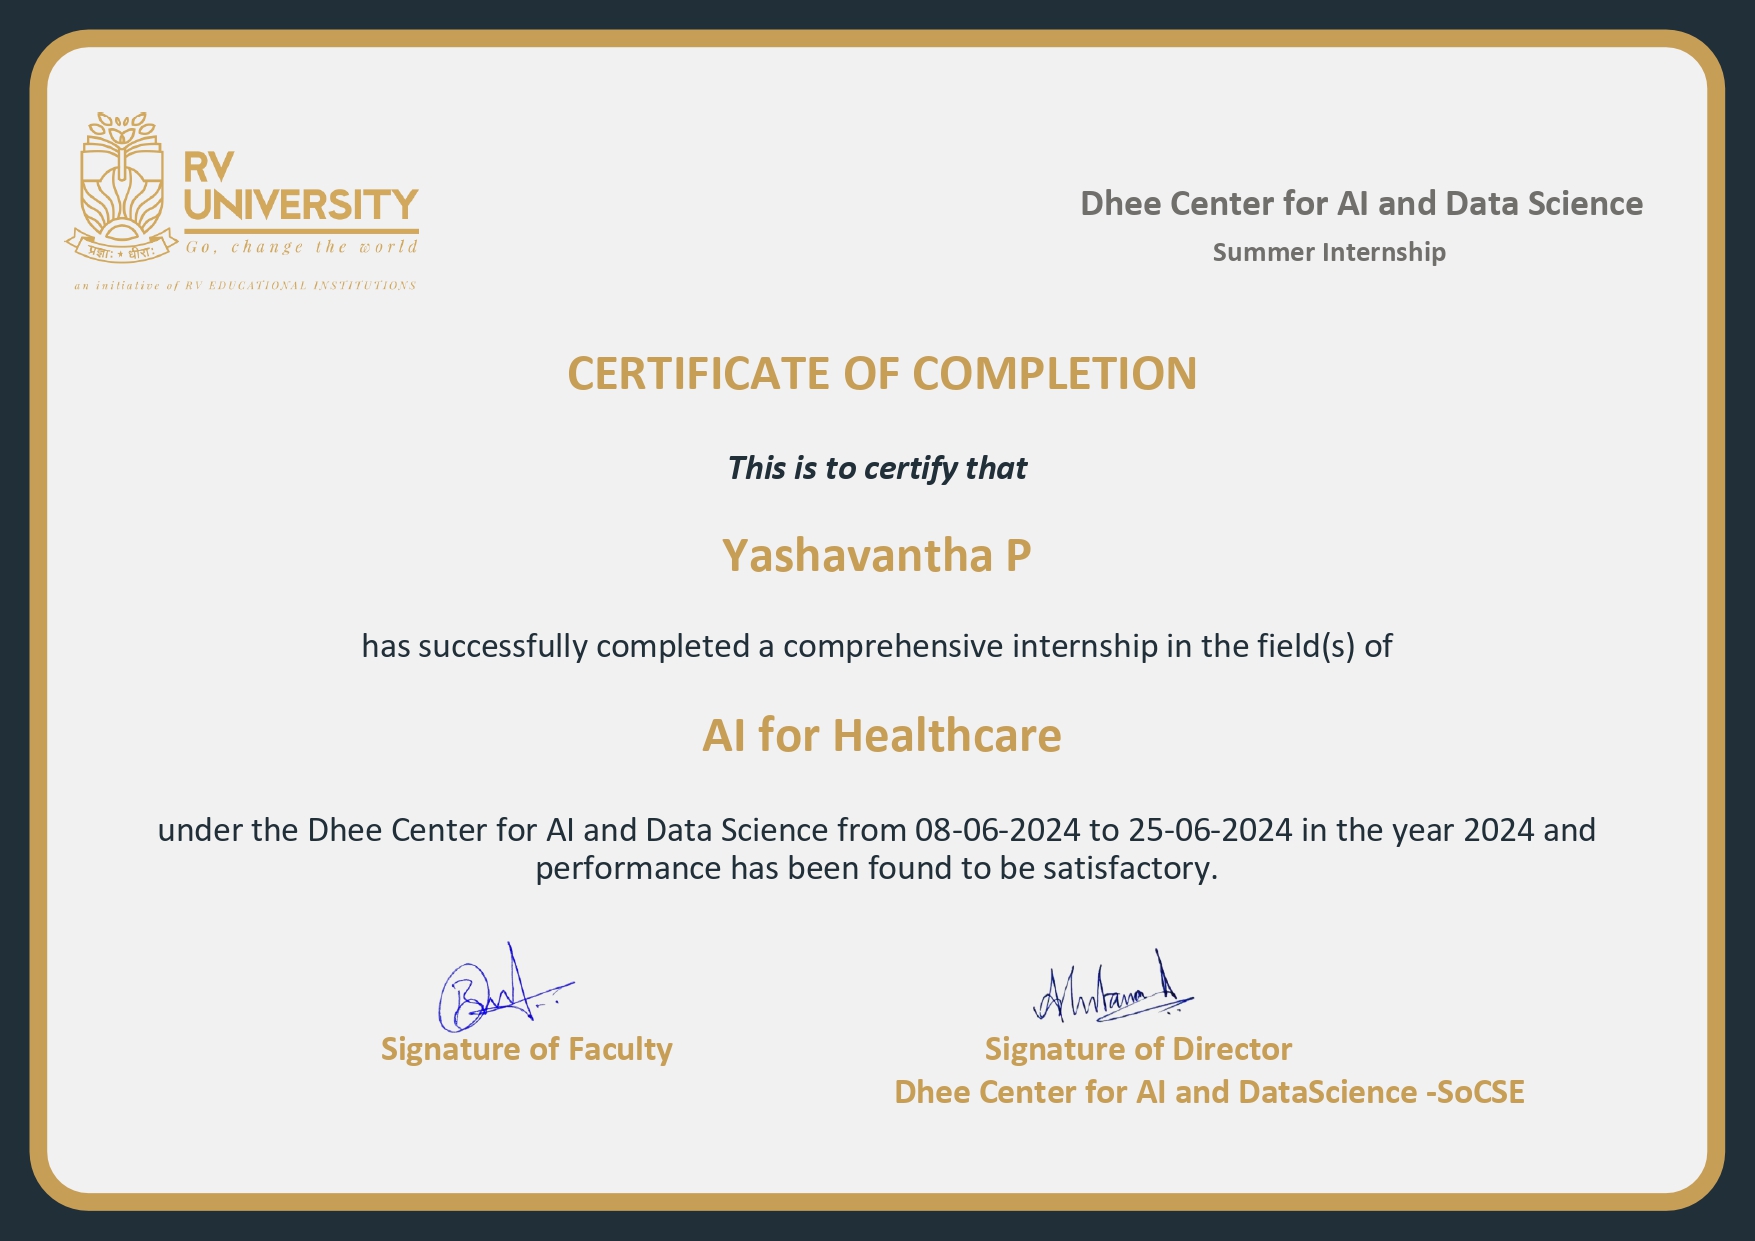 RV
UNIVERSITY
Go, change the world
प्रज्ञाः * धीराः
an initiative of RV EDUCATIONAL INSTITUTIONS
Dhee Center for AI and Data Science
Summer Internship
CERTIFICATE OF COMPLETION
This is to certify that
Yashavantha P
has successfully completed a comprehensive internship in the field(s) of
AI for Healthcare
under the Dhee Center for AI and Data Science from 08-06-2024 to 25-06-2024 in the year 2024 and
performance has been found to be satisfactory.
Signature of Faculty
Signature of Director
Dhee Center for AI and DataScience -SoCSE